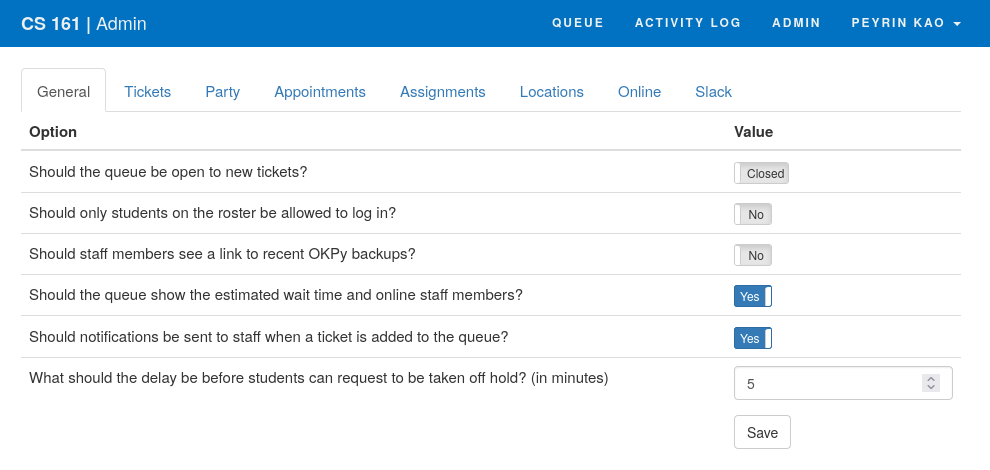 CS 161 | Admin QUEUE ACTIVITY LOG ADMIN PEYRIN KAO
General Tickets Party Appointments Assignments Locations Online Slack
Option Value
Should the queue be open to new tickets? Closed
Should only students on the roster be allowed to log in? No
Should staff members see a link to recent OKPy backups? No
Should the queue show the estimated wait time and online staff members? Yes
Should notifications be sent to staff when a ticket is added to the queue? Yes
What should the delay be before students can request to be taken off hold? (in minutes) 5
Save